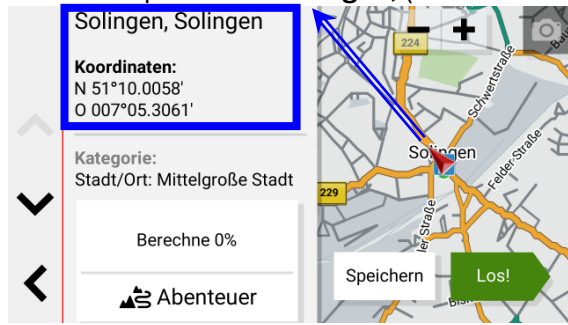 Solingen, Solingen
Koordinaten:
N 51°10.0058'
O 007°05.3061'
Kategorie:
Stadt/Ort: Mittelgroße Stadt
Berechne 0%
Abenteuer
224
Schwertstraße
Solingen
Felder-Straße
229
Speichern
Los!